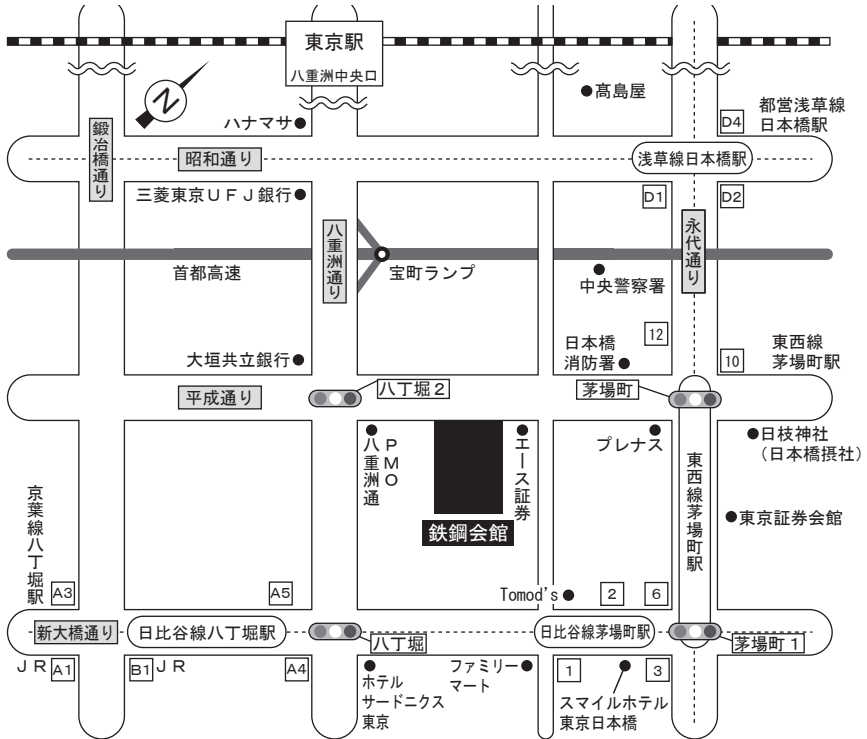 東京駅
八重洲中央口
N
髙島屋
ハナマサ
都営浅草線
日本橋駅
D4
鍛冶橋通り
昭和通り
浅草線日本橋駅
三菱東京UFJ銀行
D1
D2
八重洲通り
永代通り
首都高速
宝町ランプ
中央警察署
12
日本橋
消防署
大垣共立銀行
10
東西線
茅場町駅
平成通り
八丁堀2
茅場町
PMO
八重洲通
エース証券
プレナス
日枝神社
(日本橋摂社)
鉄鋼会館
東西線茅場町駅
東京証券会館
京葉線八丁堀駅
A3
A5
Tomod's
2
6
新大橋通り
日比谷線八丁堀駅
八丁堀
日比谷線茅場町駅
茅場町1
JR
A1
B1
JR
A4
ホテル
サードニクス
東京
ファミリー
マート
1
3
スマイルホテル
東京日本橋